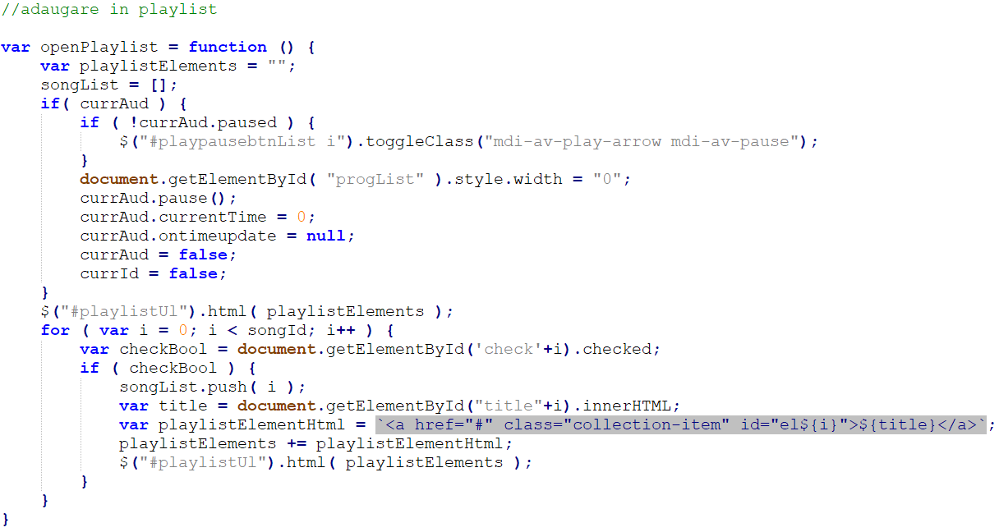 //adaugare in playlist
var openPlaylist = function () {
var playlistElements = "";
songList = [];
if( currAud ) {
if ( !currAud.paused ) {
$("#playpausebtnList i").toggleClass("mdi-av-play-arrow mdi-av-pause");
}
document.getElementById( "progList" ).style.width = "0";
currAud.pause();
currAud.currentTime = 0;
currAud.ontimeupdate = null;
currAud = false;
currId = false;
}
$("#playlistUl").html( playlistElements );
for ( var i = 0; i < songId; i++ ) {
var checkBool = document.getElementById('check'+i).checked;
if ( checkBool ) {
songList.push( i );
var title = document.getElementById("title"+i).innerHTML;
var playlistElementHtml = `<a href="#" class="collection-item" id="el${i}">${title}</a>`;
playlistElements += playlistElementHtml;
$("#playlistUl").html( playlistElements );
}
}
}